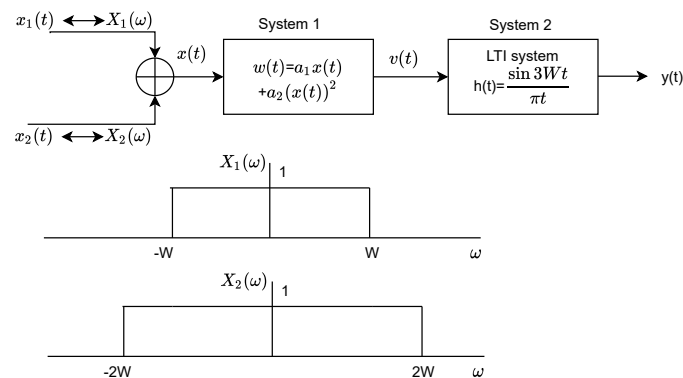 System 1
System 2
x₁(t) ⟷ X₁(ω)
x(t)
w(t)=a₁x(t)
+a₂(x(t))²
v(t)
LTI system
h(t)= sin 3Wt / πt
y(t)
x₂(t) ⟷ X₂(ω)
X₁(ω)
1
-W
W
ω
X₂(ω)
1
-2W
2W
ω